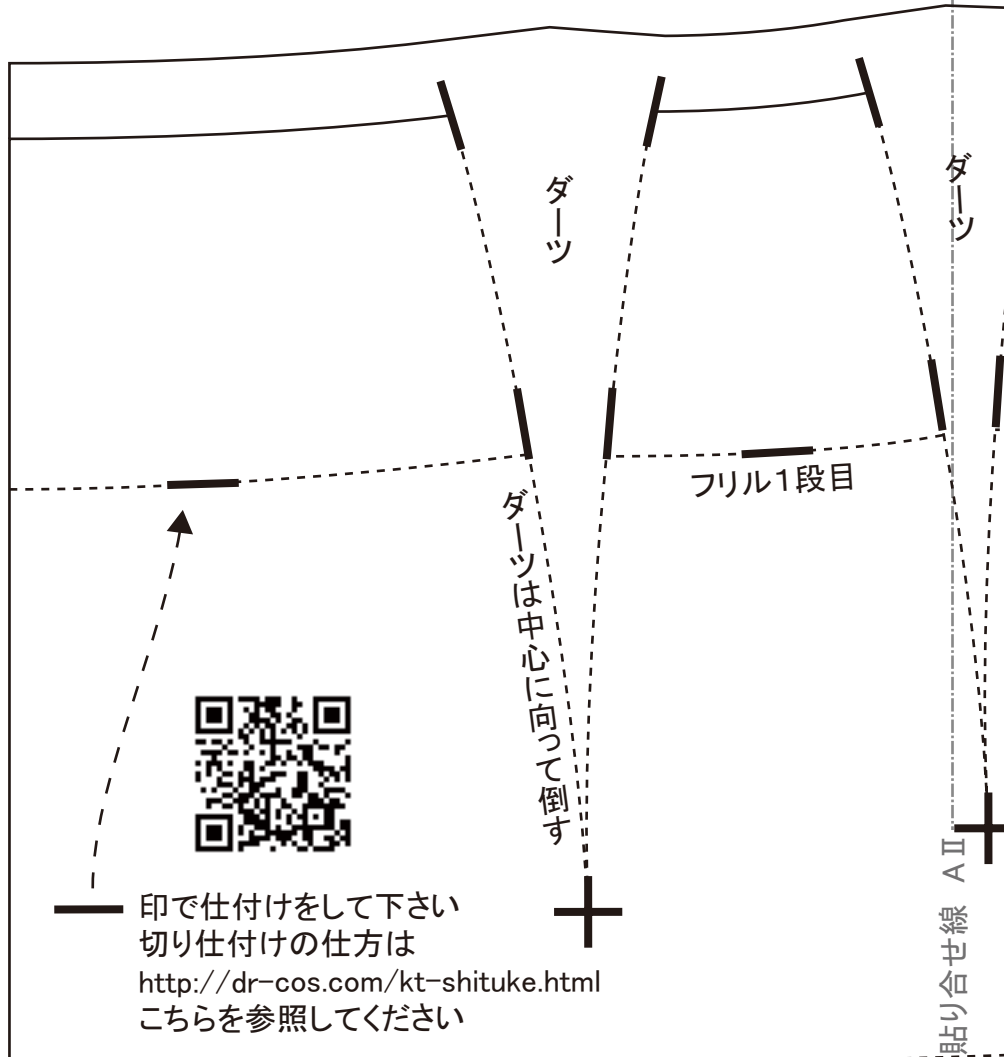 ダーツ
ダーツ
フリル1段目
ダーツは中心に向って倒す
印で仕付けをして下さい
切り仕付けの仕方は
http://dr-cos.com/kt-shituke.html
こちらを参照してください
貼り合せ線 AⅡ